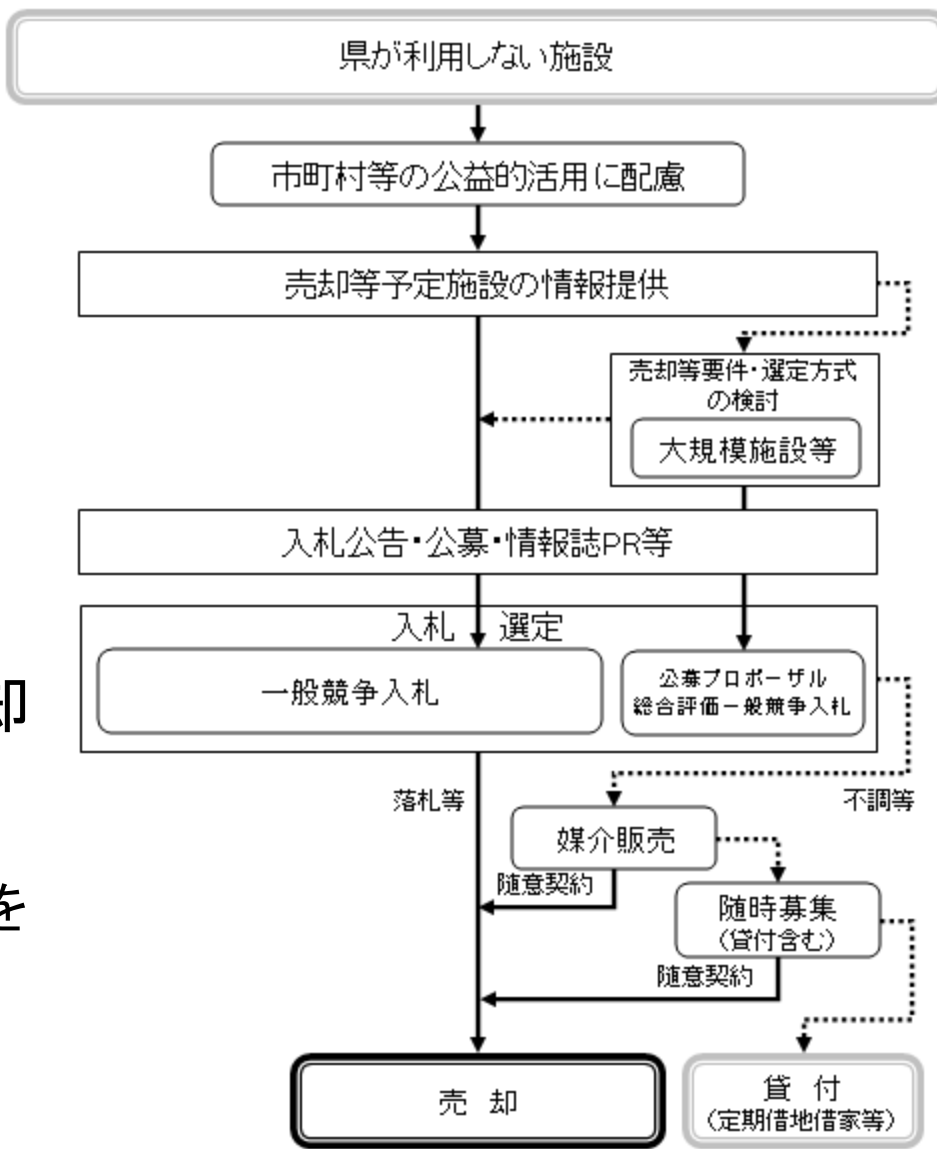 県が利用しない施設
市町村等の公益的活用に配慮
売却等予定施設の情報提供
売却等要件・選定方式
の検討
大規模施設等
入札公告・公募・情報誌PR等
入札 選定
一般競争入札
公募プロポーザル
総合評価一般競争入札
却
落札等
不調等
媒介販売
随意契約
を
随時募集
(貸付含む)
随意契約
売 却
貸 付
(定期借地借家等)